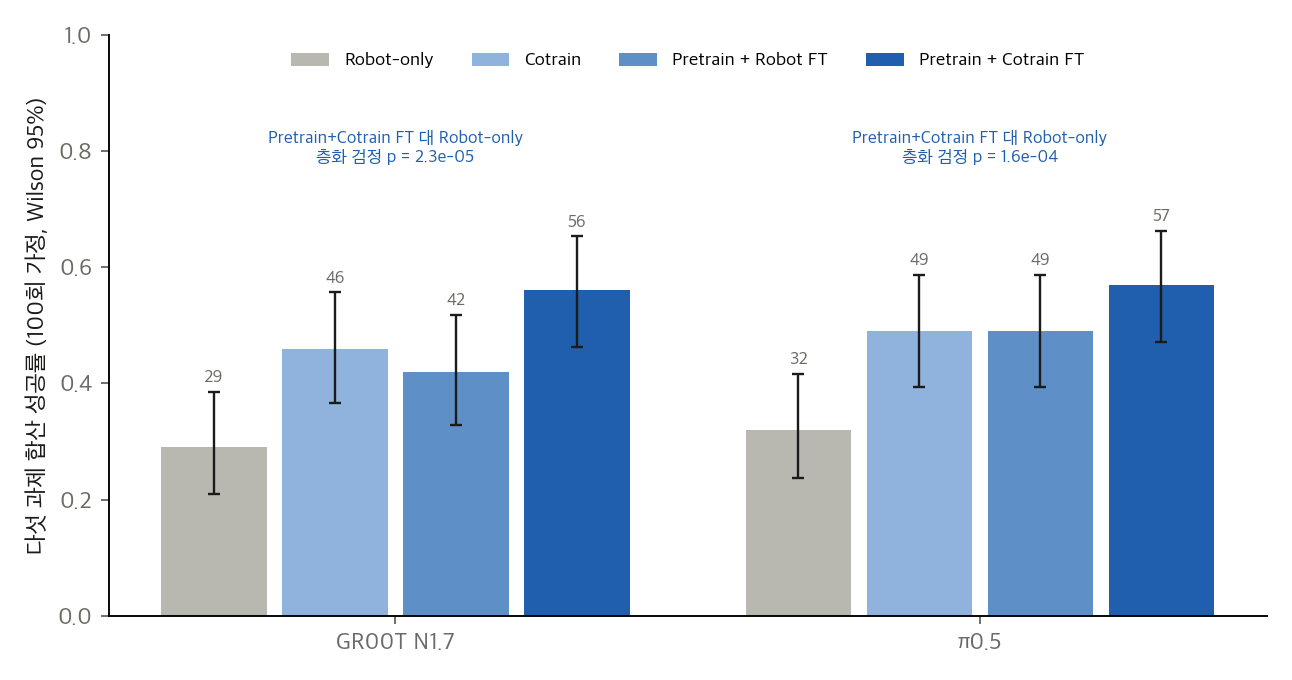 다섯 과제 합산 성공률 (100회 가정, Wilson 95%)
1.0
0.8
0.6
0.4
0.2
0.0
Robot-only
Cotrain
Pretrain + Robot FT
Pretrain + Cotrain FT
Pretrain+Cotrain FT 대 Robot-only
층화 검정 p = 2.3e-05
Pretrain+Cotrain FT 대 Robot-only
층화 검정 p = 1.6e-04
29
46
42
56
32
49
49
57
GR00T N1.7
π0.5